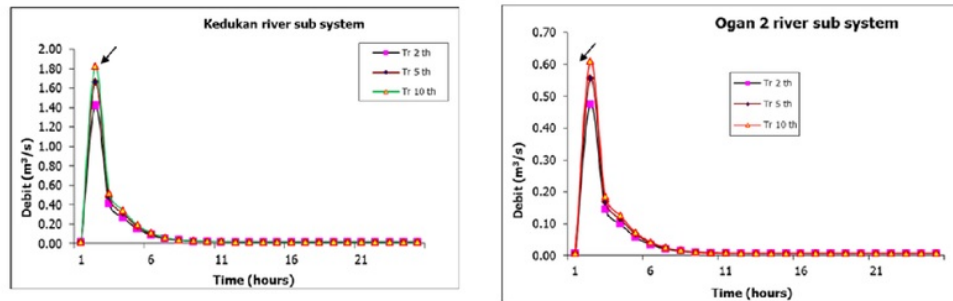 Kedukan river sub system
2.00
1.80
1.60
1.40
1.20
1.00
0.80
0.60
0.40
0.20
0.00
Debit (m³/s)
Tr 2 th
Tr 5 th
Tr 10 th
1 6 11 16 21
Time (hours)
Ogan 2 river sub system
0.70
0.60
0.50
0.40
0.30
0.20
0.10
0.00
Debit (m³/s)
Tr 2 th
Tr 5 th
Tr 10 th
1 6 11 16 21
Time (hours)